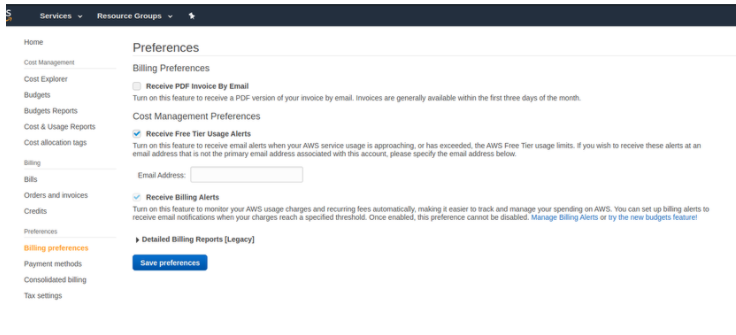 Services
Resource Groups
Home
Cost Management
Cost Explorer
Budgets
Budgets Reports
Cost & Usage Reports
Cost allocation tags
Billing
Bills
Orders and invoices
Credits
Preferences
Billing preferences
Payment methods
Consolidated billing
Tax settings
Preferences
Billing Preferences
Receive PDF Invoice By Email
Turn on this feature to receive a PDF version of your invoice by email. Invoices are generally available within the first three days of the month.
Cost Management Preferences
Receive Free Tier Usage Alerts
Turn on this feature to receive email alerts when your AWS service usage is approaching, or has exceeded, the AWS Free Tier usage limits. If you wish to receive these alerts at an
email address that is not the primary email address associated with this account, please specify the email address below.
Email Address:
Receive Billing Alerts
Turn on this feature to monitor your AWS usage charges and recurring fees automatically, making it easier to track and manage your spending on AWS. You can set up billing alerts to
receive email notifications when your charges reach a specified threshold. Once enabled, this preference cannot be disabled. Manage Billing Alerts or try the new budgets feature!
Detailed Billing Reports [Legacy]
Save preferences